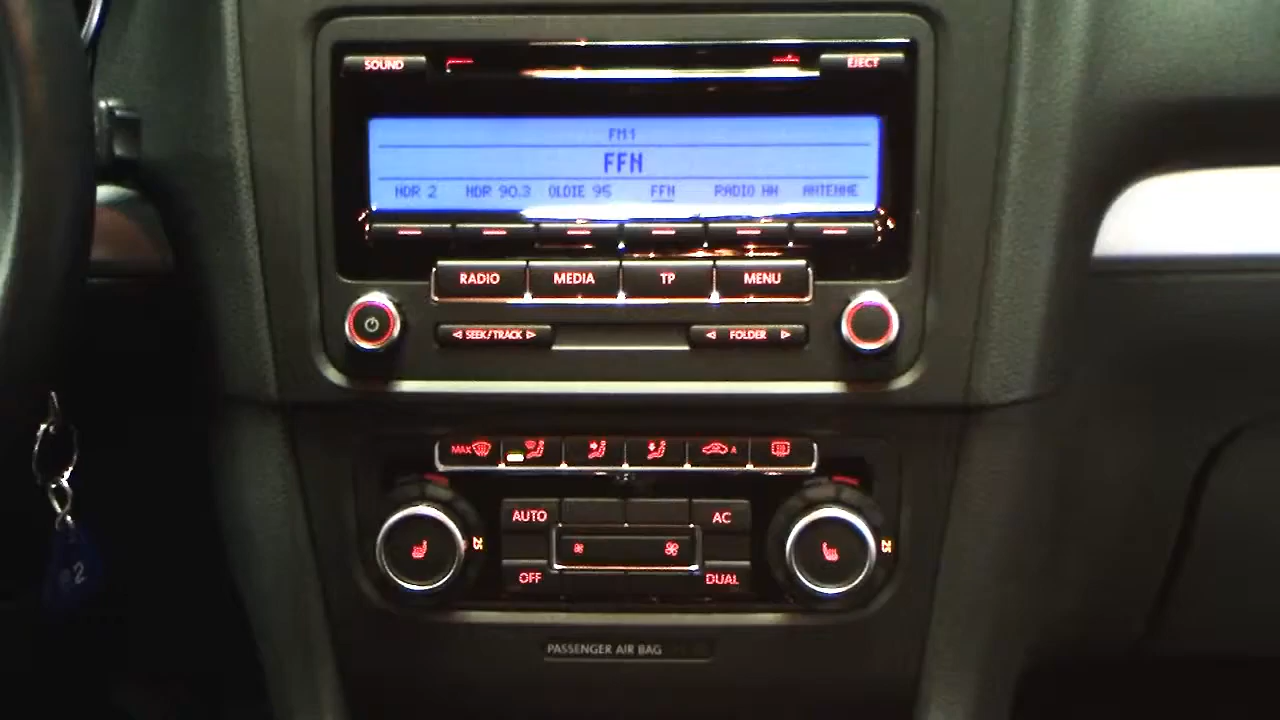 SOUND EJECT
FM1
FFN
NDR 2 NDR 90.3 OLDIE 95 FFN RADIO HH ANTENNE
RADIO MEDIA TP MENU
SEEK/TRACK FOLDER
MAX A
AUTO AC
OFF DUAL
PASSENGER AIR BAG